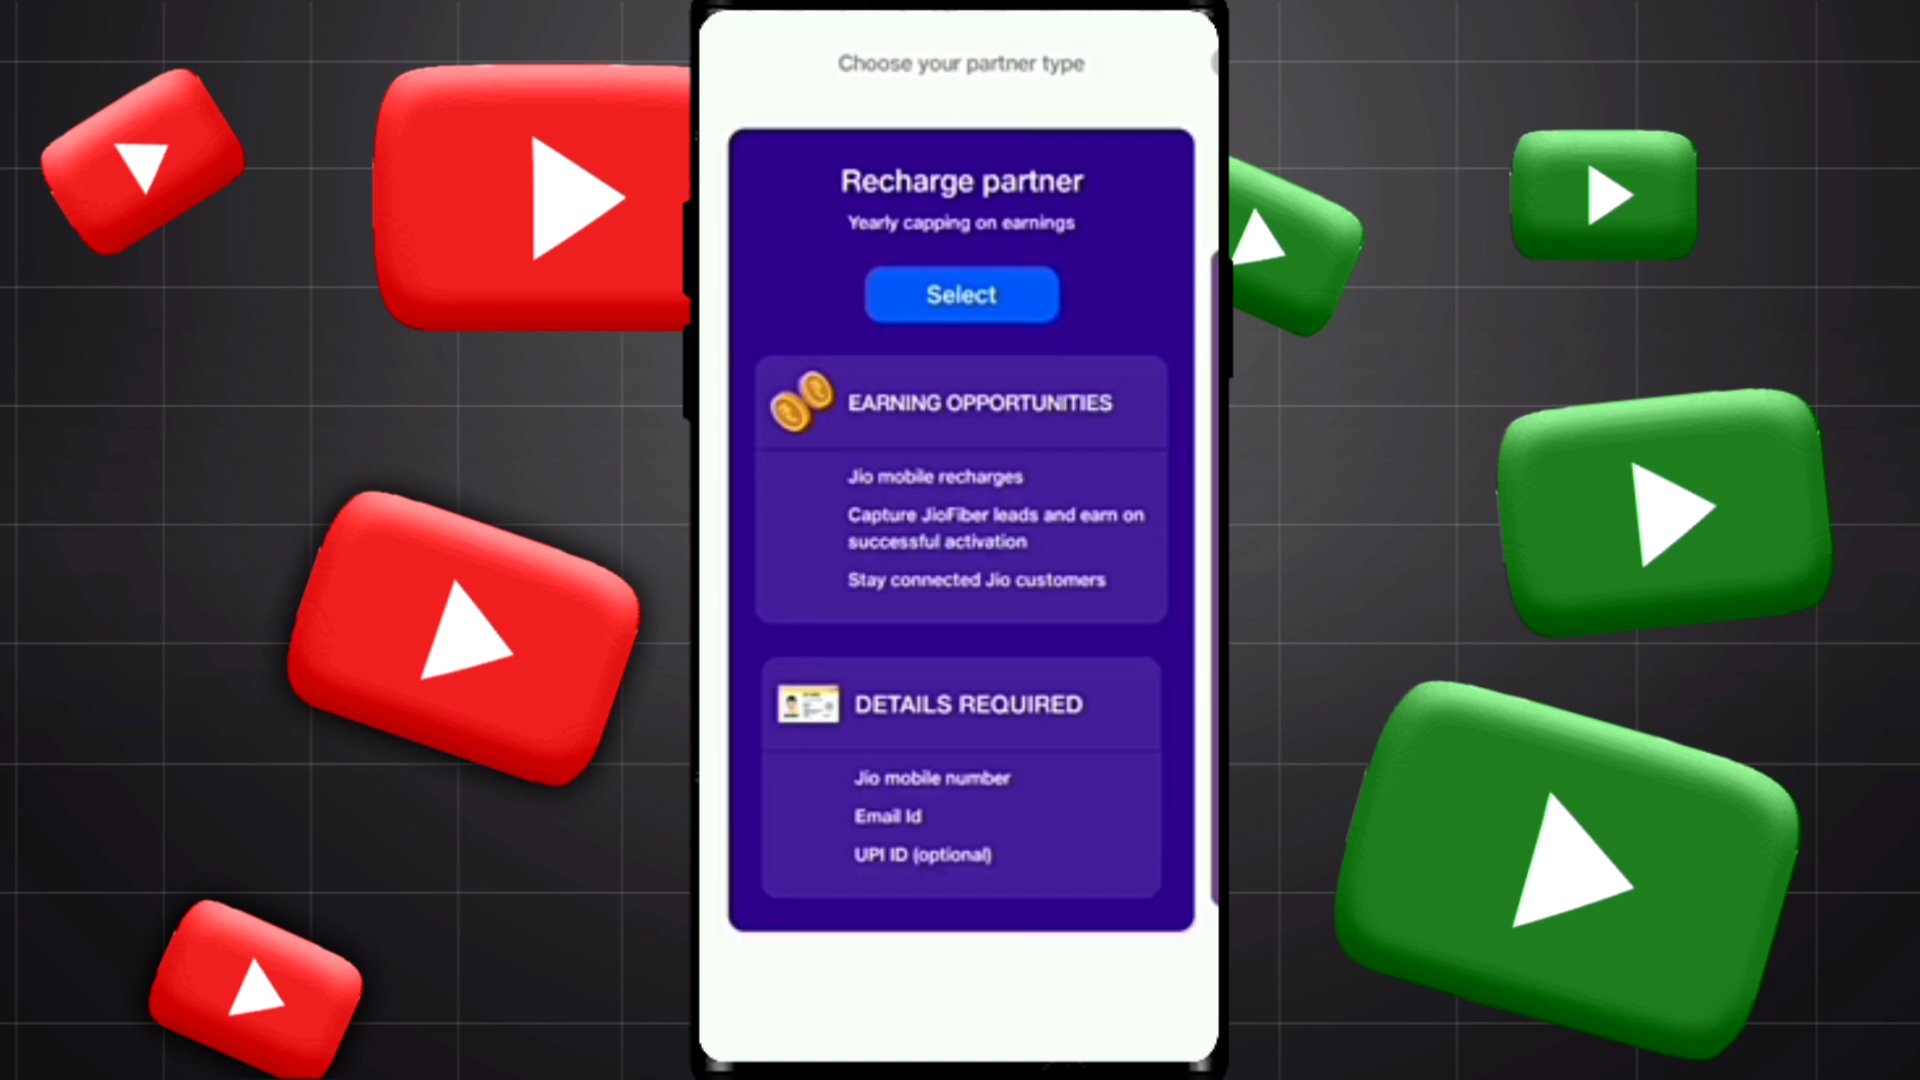 Choose your partner type
Recharge partner
Yearly capping on earnings
Select
EARNING OPPORTUNITIES
Jio mobile recharges
Capture JioFiber leads and earn on
successful activation
Stay connected Jio customers
DETAILS REQUIRED
Jio mobile number
Email Id
UPI ID (optional)